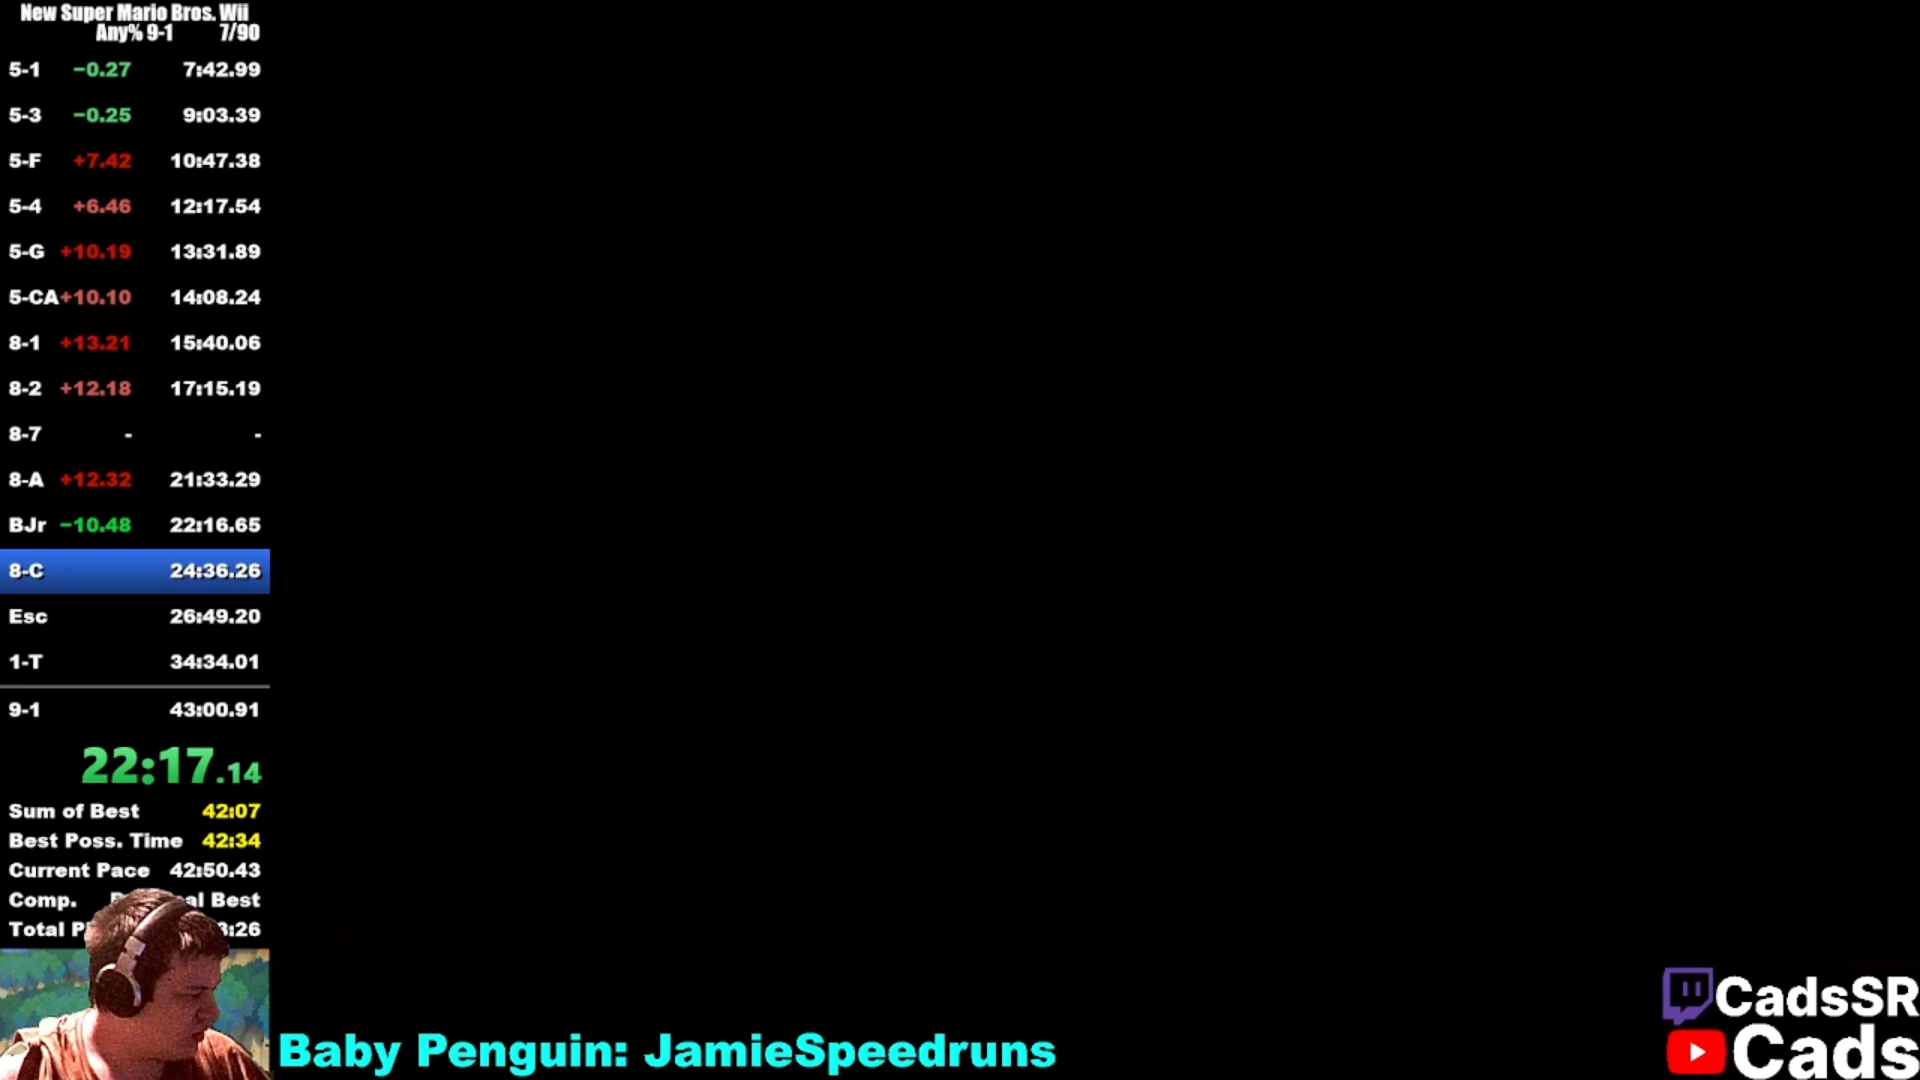 New Super Mario Bros. Wii
Any% 9-1 7/90
5-1 −0.27 7:42.99
5-3 −0.25 9:03.39
5-F +7.42 10:47.38
5-4 +6.46 12:17.54
5-G +10.19 13:31.89
5-CA +10.10 14:08.24
8-1 +13.21 15:40.06
8-2 +12.18 17:15.19
8-7 - -
8-A +12.32 21:33.29
BJr −10.48 22:16.65
8-C 24:36.26
Esc 26:49.20
1-T 34:34.01
9-1 43:00.91
22:17.14
Sum of Best 42:07
Best Poss. Time 42:34
Current Pace 42:50.43
Comp. Best
Total
Baby Penguin: JamieSpeedruns
CadsSR
Cads